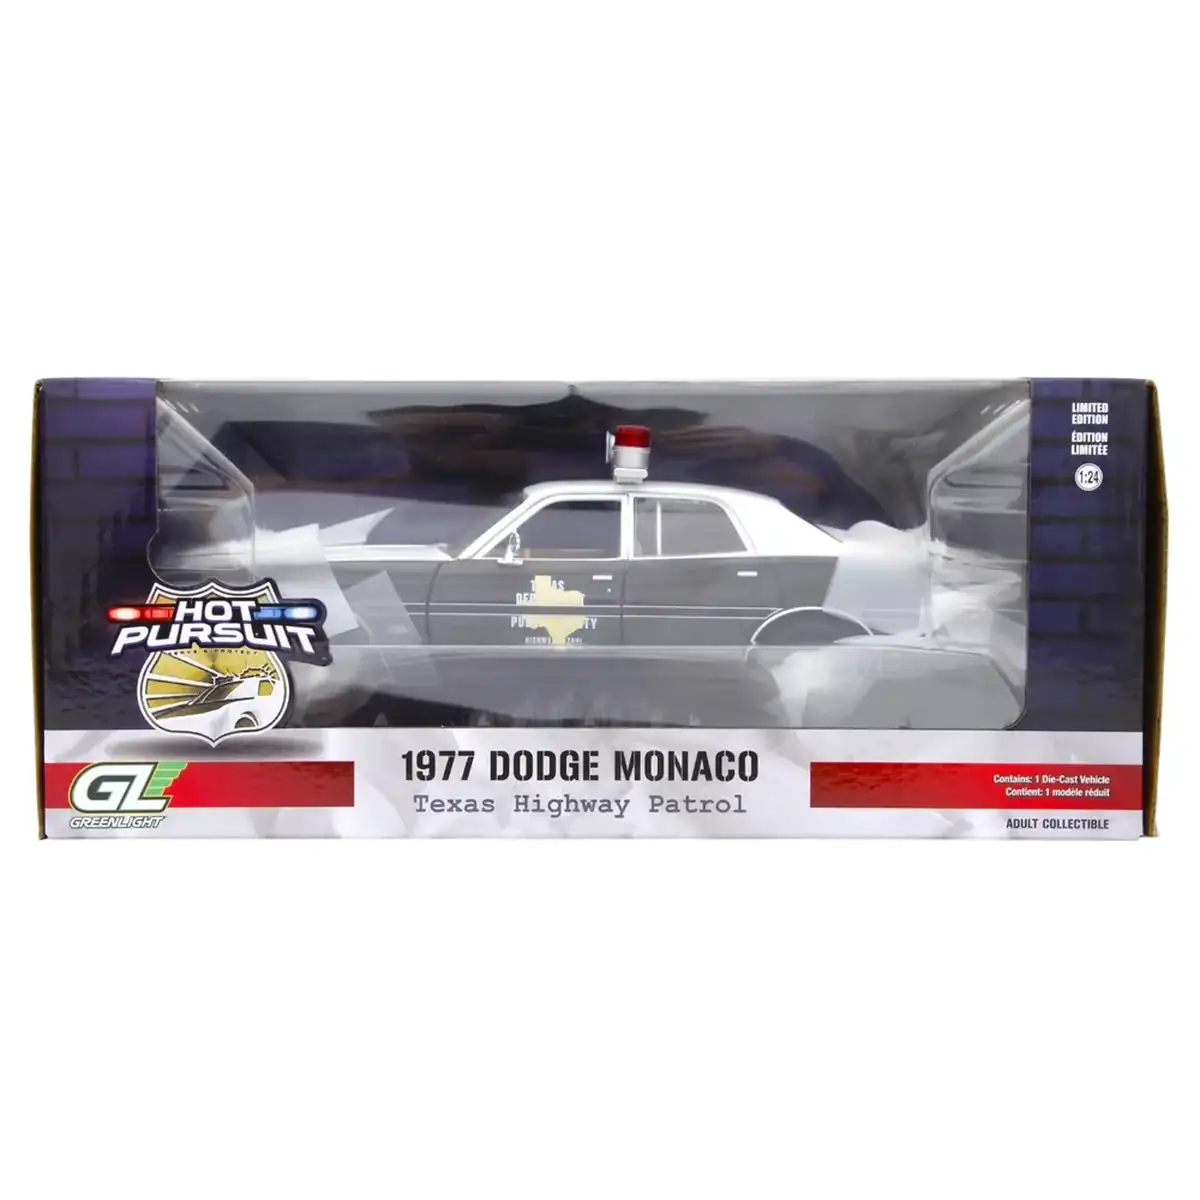 LIMITED
EDITION
ÉDITION
LIMITÉE
1:24
TEXAS
HOT
PURSUIT
GL
GREENLIGHT
1977 DODGE MONACO
Texas Highway Patrol
Contains: 1 Die-Cast Vehicle
Contient: 1 modèle réduit
ADULT COLLECTIBLE